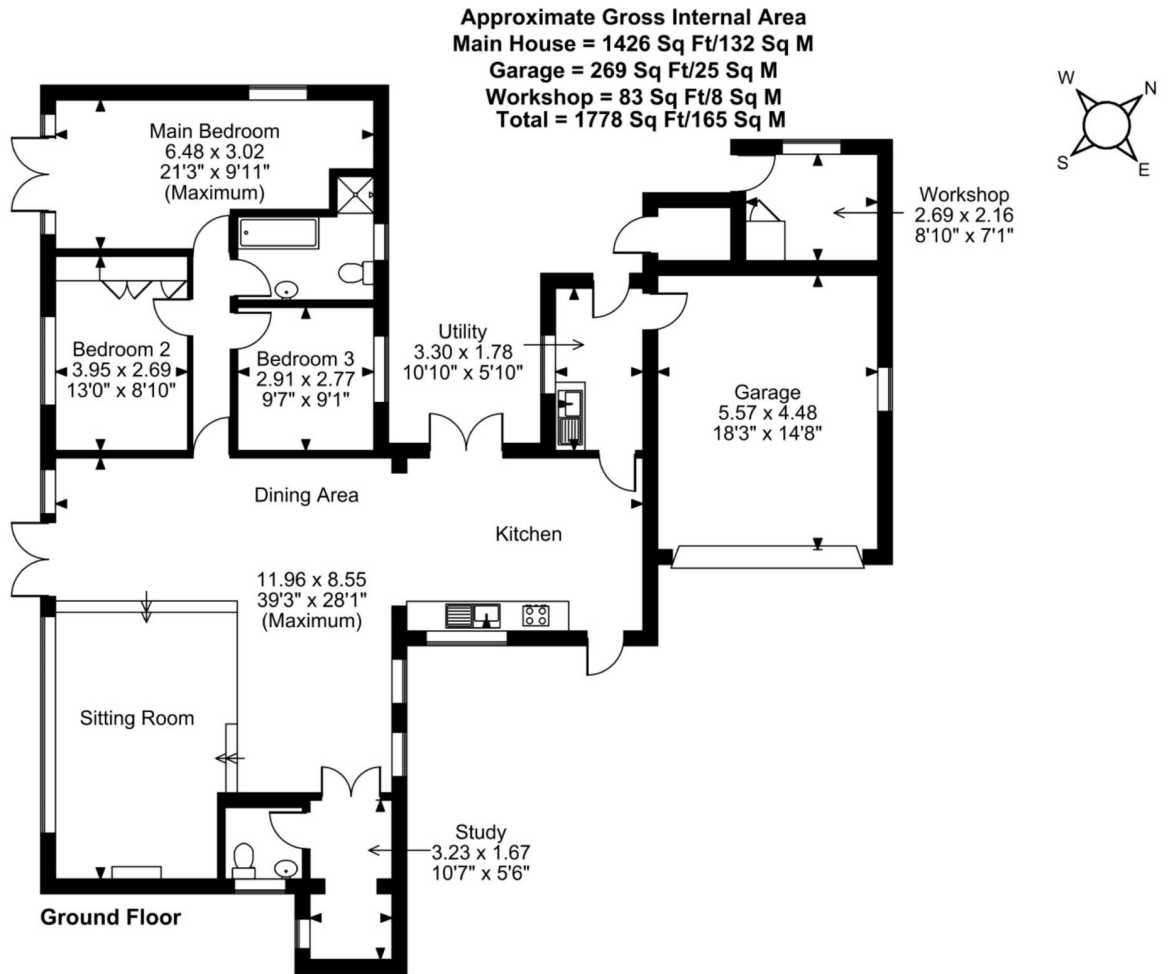 Approximate Gross Internal Area
Main House = 1426 Sq Ft/132 Sq M
Garage = 269 Sq Ft/25 Sq M
Workshop = 83 Sq Ft/8 Sq M
Total = 1778 Sq Ft/165 Sq M
W
N
S
E
Main Bedroom
6.48 x 3.02
21'3" x 9'11"
(Maximum)
Workshop
2.69 x 2.16
8'10" x 7'1"
Bedroom 2
3.95 x 2.69
13'0" x 8'10"
Bedroom 3
2.91 x 2.77
9'7" x 9'1"
Utility
3.30 x 1.78
10'10" x 5'10"
Garage
5.57 x 4.48
18'3" x 14'8"
Dining Area
Kitchen
11.96 x 8.55
39'3" x 28'1"
(Maximum)
Sitting Room
Study
3.23 x 1.67
10'7" x 5'6"
Ground Floor